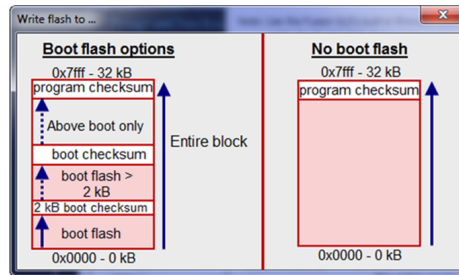 Write flash to ...
Boot flash options
0x7fff - 32 kB
program checksum
Above boot only
boot checksum
boot flash >
2 kB
2 kB boot checksum
boot flash
0x0000 - 0 kB
Entire block
No boot flash
0x7fff - 32 kB
program checksum
0x0000 - 0 kB